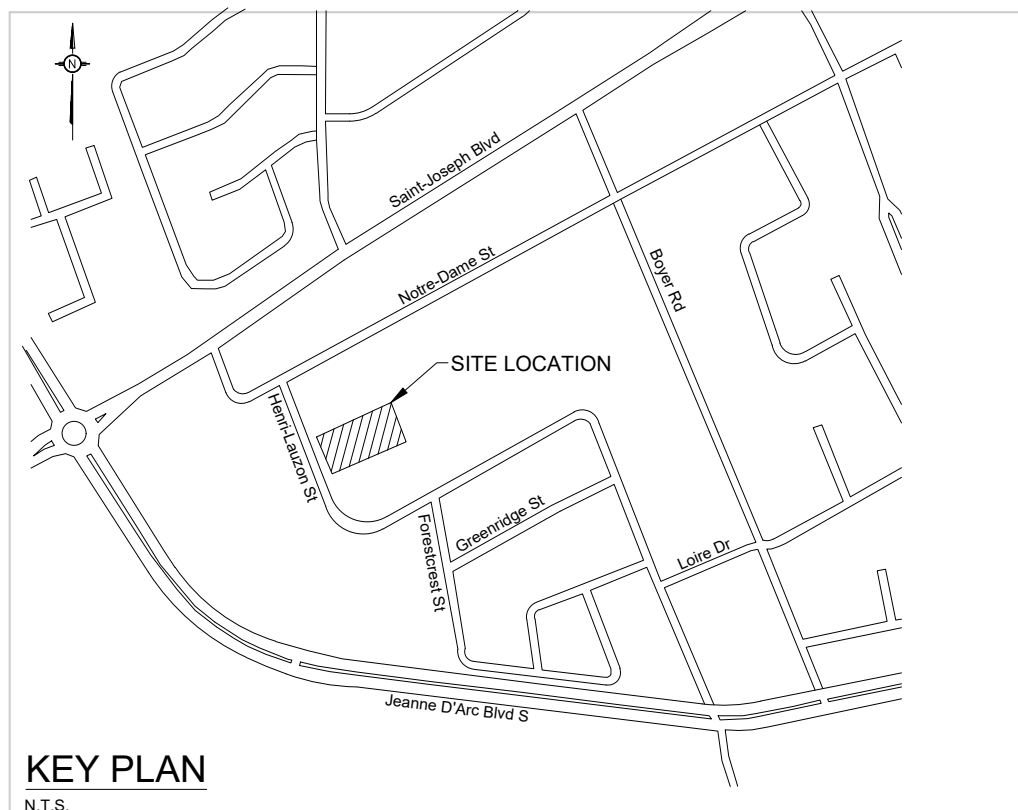 N
Saint-Joseph Blvd
Notre-Dame St
Boyer Rd
SITE LOCATION
Henri-Lauzon St
Greenridge St
Forestcrest St
Loire Dr
Jeanne D'Arc Blvd S
KEY PLAN
N.T.S.